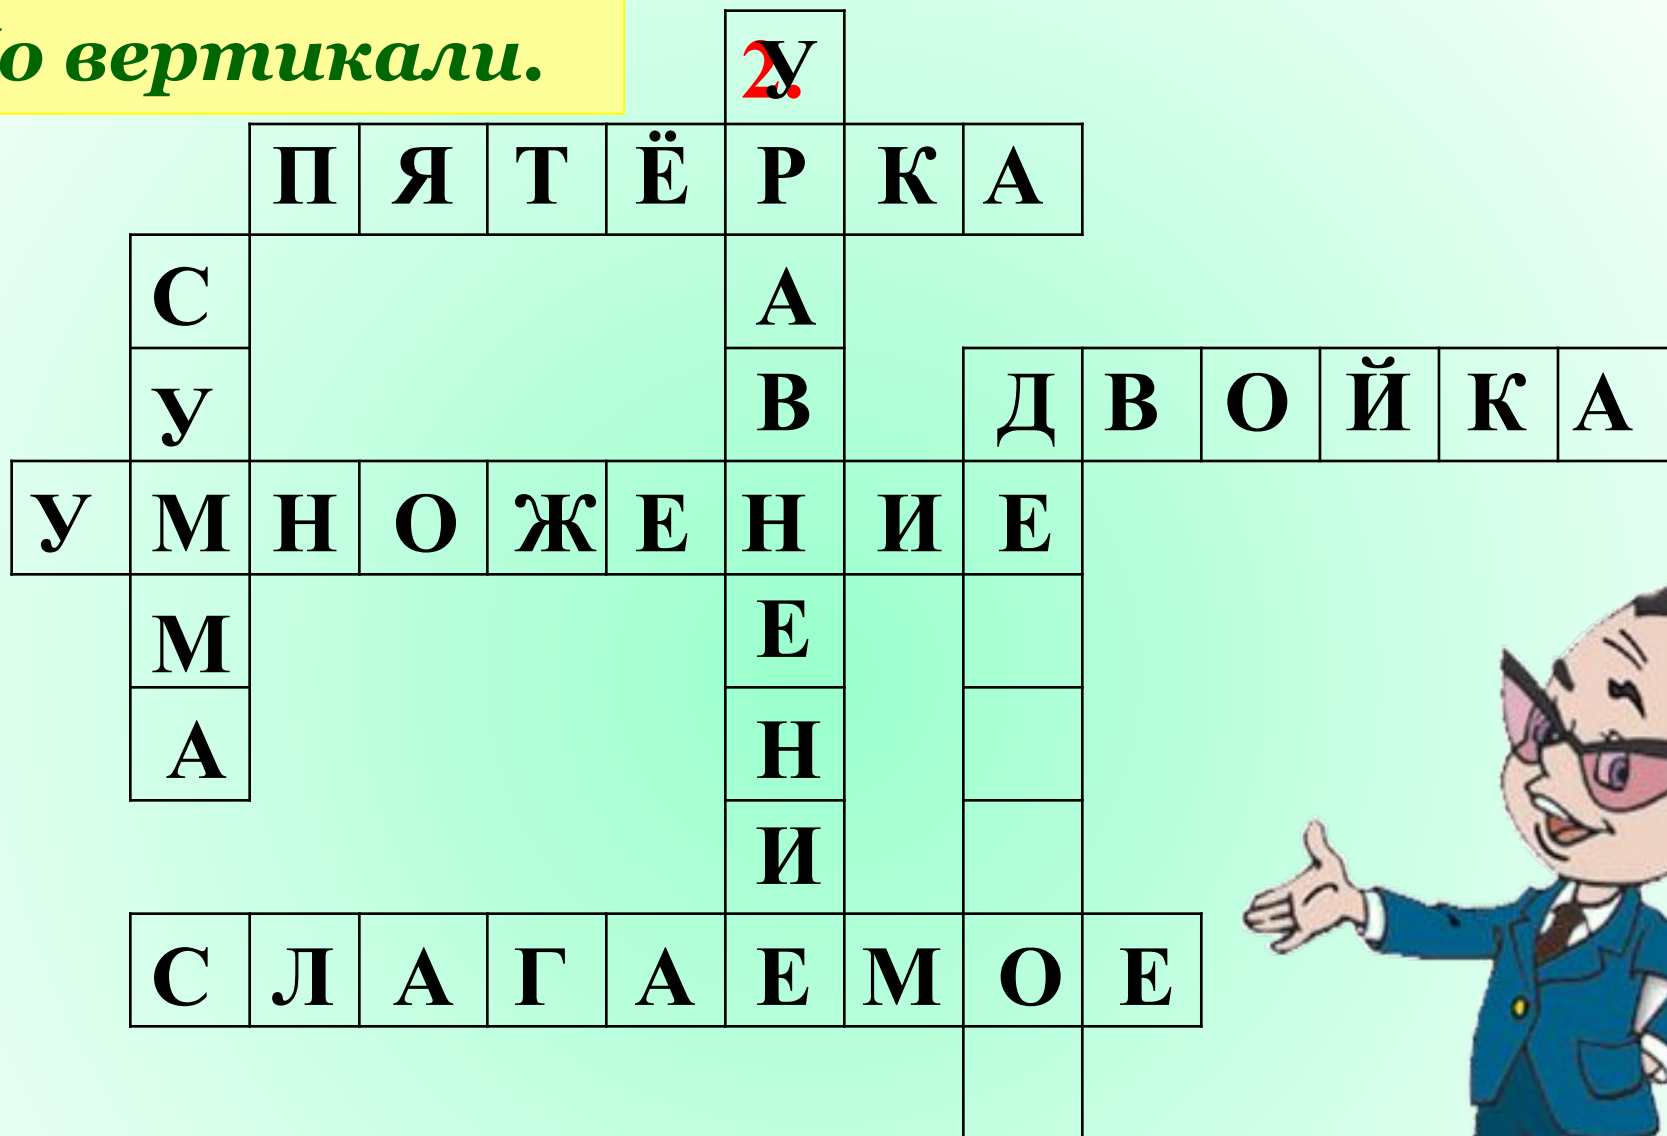 о вертикали.
2. У
ПЯТЁРКА
С А
У В ДВОЙКА
УМНОЖЕНИЕ
М Е
А Н
И
СЛАГАЕМОЕ